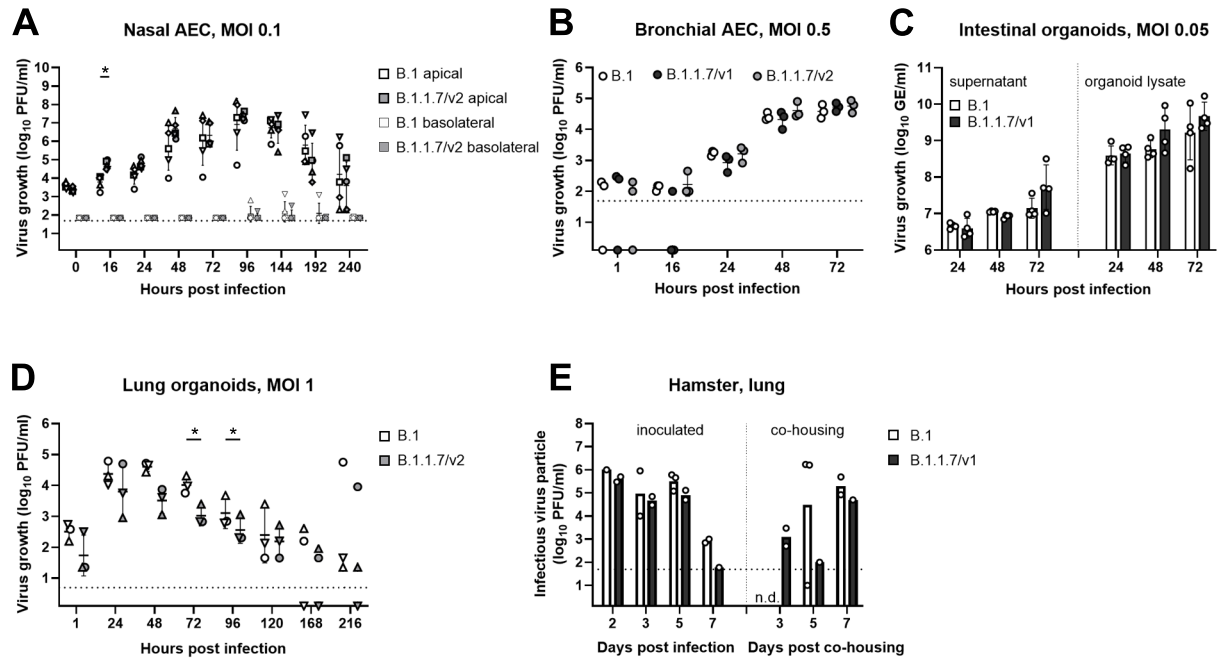 A
Nasal AEC, MOI 0.1
Virus growth (log10 PFU/ml)
10
9
8
7
6
5
4
3
2
1
*
0 16 24 48 72 96 144 192 240
Hours post infection
B.1 apical
B.1.1.7/v2 apical
B.1 basolateral
B.1.1.7/v2 basolateral
B
Bronchial AEC, MOI 0.5
Virus growth (log10 PFU/ml)
6
5
4
3
2
1
B.1 B.1.1.7/v1 B.1.1.7/v2
1 16 24 48 72
Hours post infection
C
Intestinal organoids, MOI 0.05
Virus growth (log10 GE/ml)
11
10
9
8
7
6
supernatant organoid lysate
B.1
B.1.1.7/v1
24 48 72 24 48 72
Hours post infection
D
Lung organoids, MOI 1
Virus growth (log10 PFU/ml)
6
5
4
3
2
1
* *
1 24 48 72 96 120 168 216
Hours post infection
B.1
B.1.1.7/v2
E
Hamster, lung
Infectious virus particle
(log10 PFU/ml)
8
7
6
5
4
3
2
1
inoculated co-housing
n.d.
2 3 5 7 3 5 7
Days post infection Days post co-housing
B.1
B.1.1.7/v1